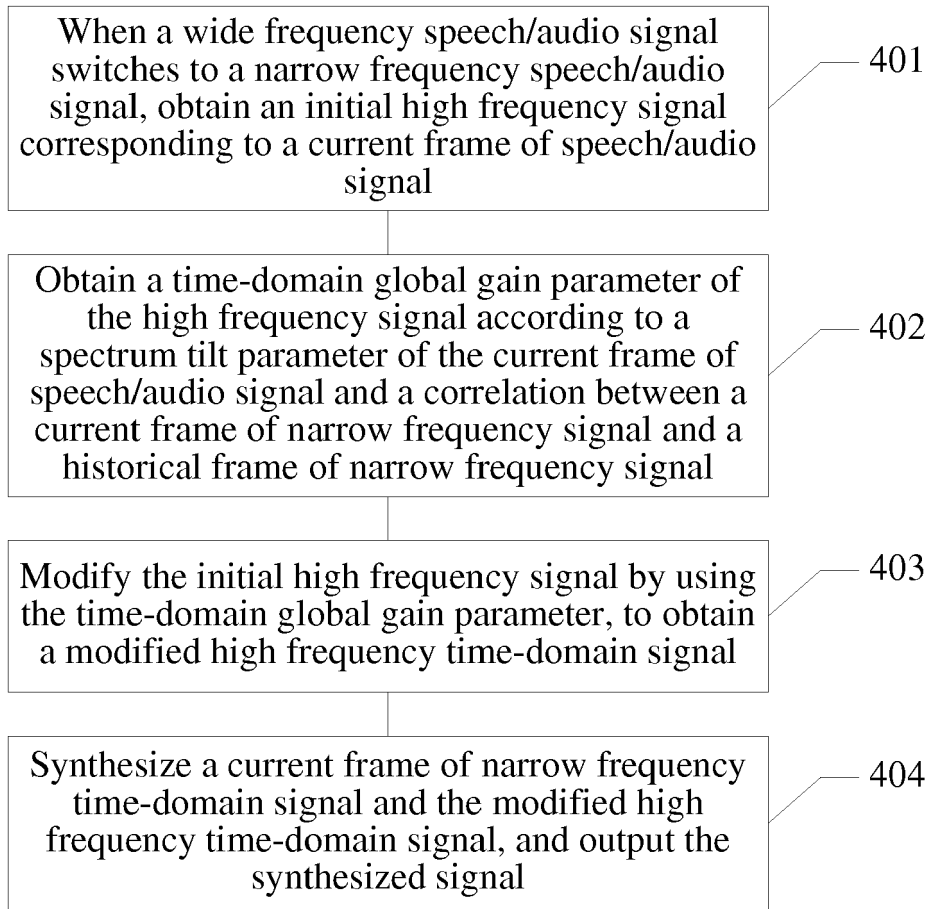 When a wide frequency speech/audio signal
switches to a narrow frequency speech/audio
signal, obtain an initial high frequency signal
corresponding to a current frame of speech/audio
signal
401
Obtain a time-domain global gain parameter of
the high frequency signal according to a
spectrum tilt parameter of the current frame of
speech/audio signal and a correlation between a
current frame of narrow frequency signal and a
historical frame of narrow frequency signal
402
Modify the initial high frequency signal by using
the time-domain global gain parameter, to obtain
a modified high frequency time-domain signal
403
Synthesize a current frame of narrow frequency
time-domain signal and the modified high
frequency time-domain signal, and output the
synthesized signal
404